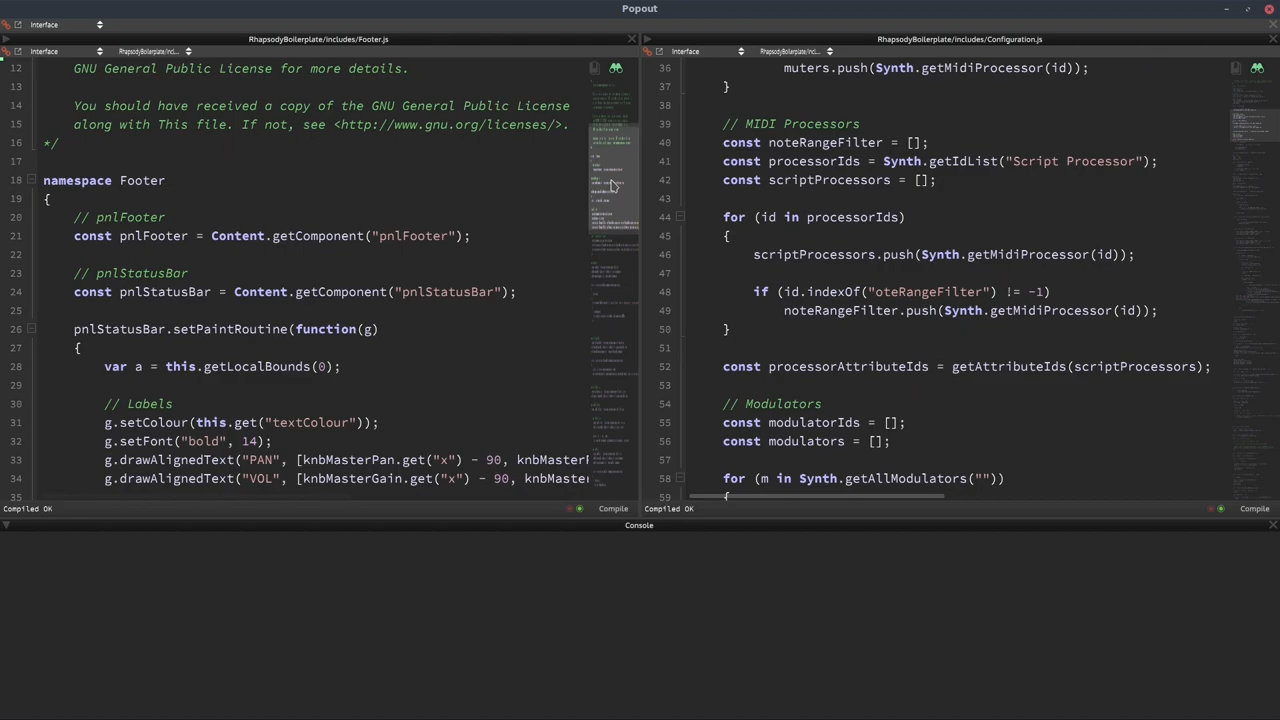 Popout
Interface
RhapsodyBoilerplate/includes/Footer.js
Interface
RhapsodyBoilerplate/incl...
12 GNU General Public License for more details.
13
14 You should have received a copy of the GNU General Public License
15 along with This file. If not, see <http://www.gnu.org/licenses/>.
16 */
17
18 namespace Footer
19 {
20 // pnlFooter
21 const pnlFooter = Content.getComponent("pnlFooter");
22
23 // pnlStatusBar
24 const pnlStatusBar = Content.getComponent("pnlStatusBar");
25
26 pnlStatusBar.setPaintRoutine(function(g)
27 {
28 var a = this.getLocalBounds(0);
29
30 // Labels
31 g.setColour(this.get("textColour"));
32 g.setFont("bold", 14);
33 g.drawAlignedText("PAN", [knbMasterPan.get("x") - 90, knbMasterF
34 g.drawAlignedText("VOL", [knbMasterGain.get("x") - 90, knbMaster
35
Compiled OK
Compile
RhapsodyBoilerplate/includes/Configuration.js
Interface
RhapsodyBoilerplate/incl...
36 muters.push(Synth.getMidiProcessor(id));
37 }
38
39 // MIDI Processors
40 const noteRangeFilter = [];
41 const processorIds = Synth.getIdList("Script Processor");
42 const scriptProcessors = [];
43
44 for (id in processorIds)
45 {
46 scriptProcessors.push(Synth.getMidiProcessor(id));
47
48 if (id.indexOf("oteRangeFilter") != -1)
49 noteRangeFilter.push(Synth.getMidiProcessor(id));
50 }
51
52 const processorAttributeIds = getAttributeIds(scriptProcessors);
53
54 // Modulators
55 const modulatorIds = [];
56 const modulators = [];
57
58 for (m in Synth.getAllModulators(""))
59 {
Compiled OK
Compile
Console